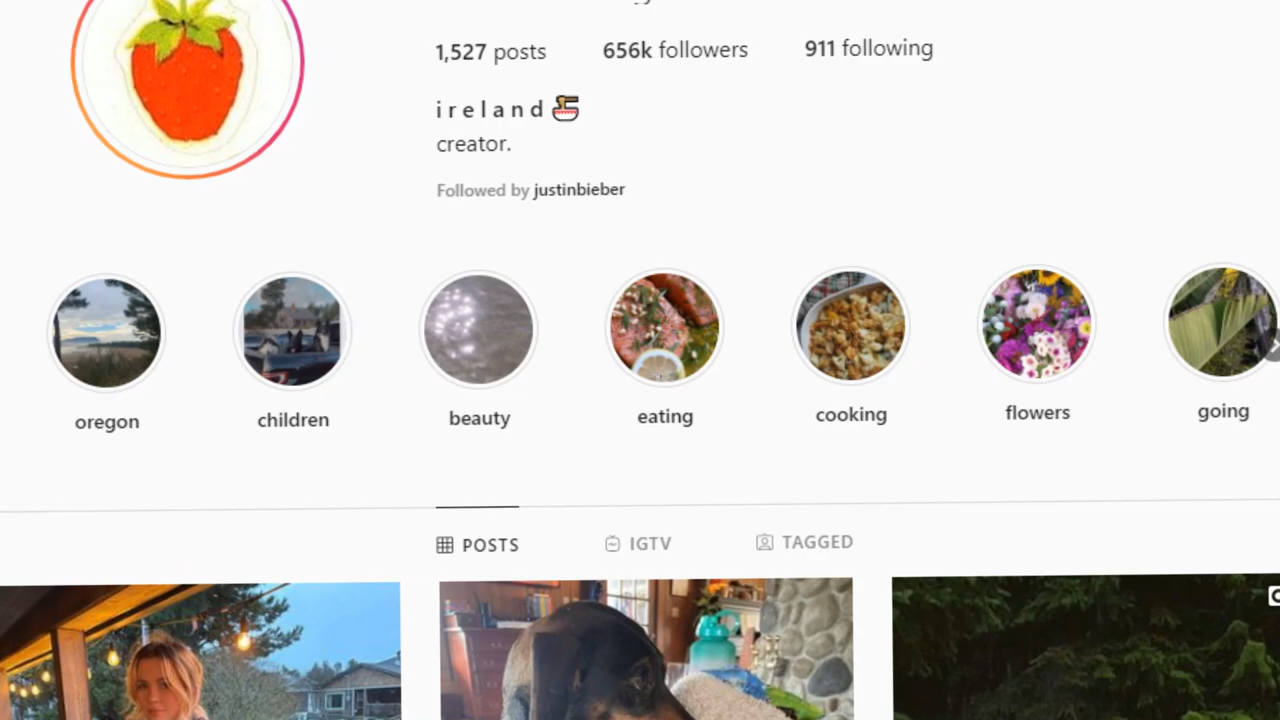 1,527 posts 656k followers 911 following
i r e l a n d
creator.
Followed by justinbieber
oregon children beauty eating cooking flowers going
POSTS IGTV TAGGED